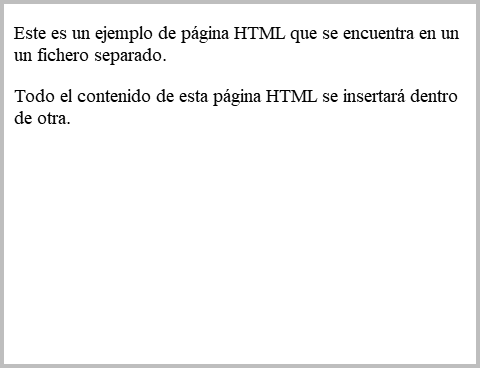 Este es un ejemplo de página HTML que se encuentra en un
un fichero separado.
Todo el contenido de esta página HTML se insertará dentro
de otra.